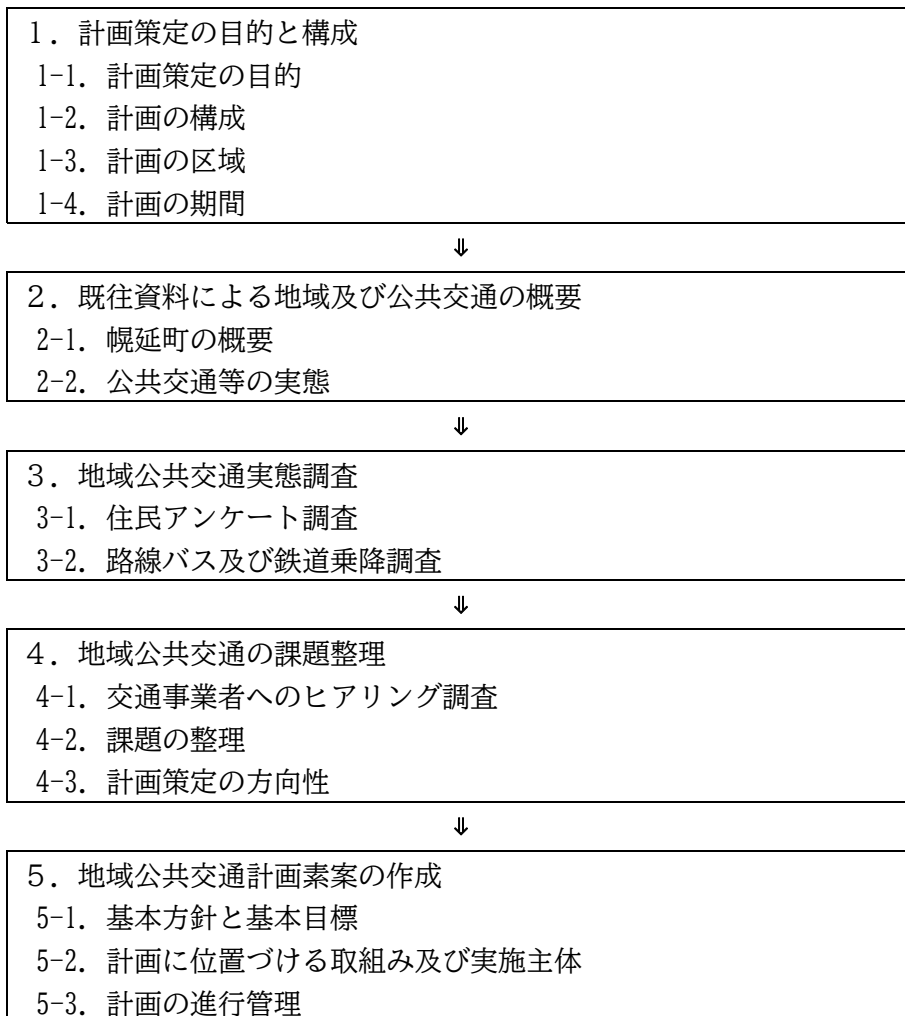 １．計画策定の目的と構成
1-1．計画策定の目的
1-2．計画の構成
1-3．計画の区域
1-4．計画の期間
⇓
２．既往資料による地域及び公共交通の概要
2-1．幌延町の概要
2-2．公共交通等の実態
⇓
３．地域公共交通実態調査
3-1．住民アンケート調査
3-2．路線バス及び鉄道乗降調査
⇓
４．地域公共交通の課題整理
4-1．交通事業者へのヒアリング調査
4-2．課題の整理
4-3．計画策定の方向性
⇓
５．地域公共交通計画素案の作成
5-1．基本方針と基本目標
5-2．計画に位置づける取組み及び実施主体
5-3．計画の進行管理